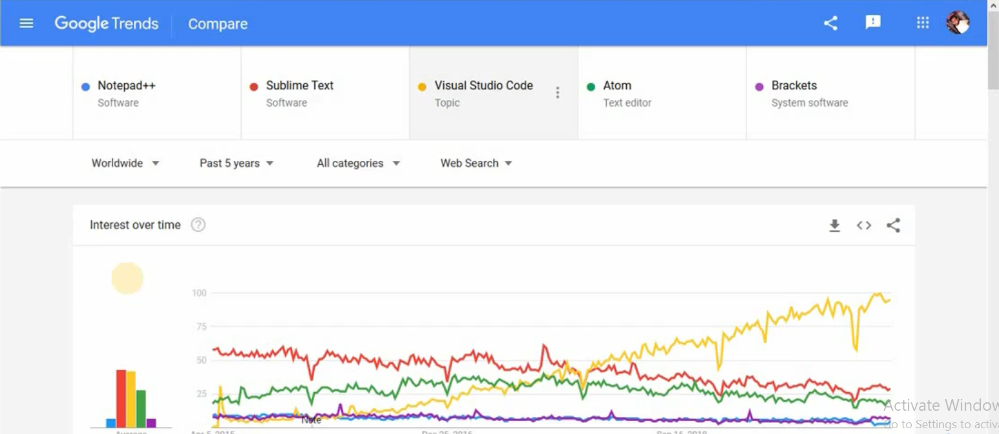 Google Trends Compare
Notepad++ Sublime Text Visual Studio Code Atom Brackets
Software Software Topic Text editor System software
Worldwide Past 5 years All categories Web Search
Interest over time ?
100
75
50
25
Note
Average Apr 5, 2015 Dec 25, 2016 Sep 16, 2018
Activate Window
Go to Settings to activa